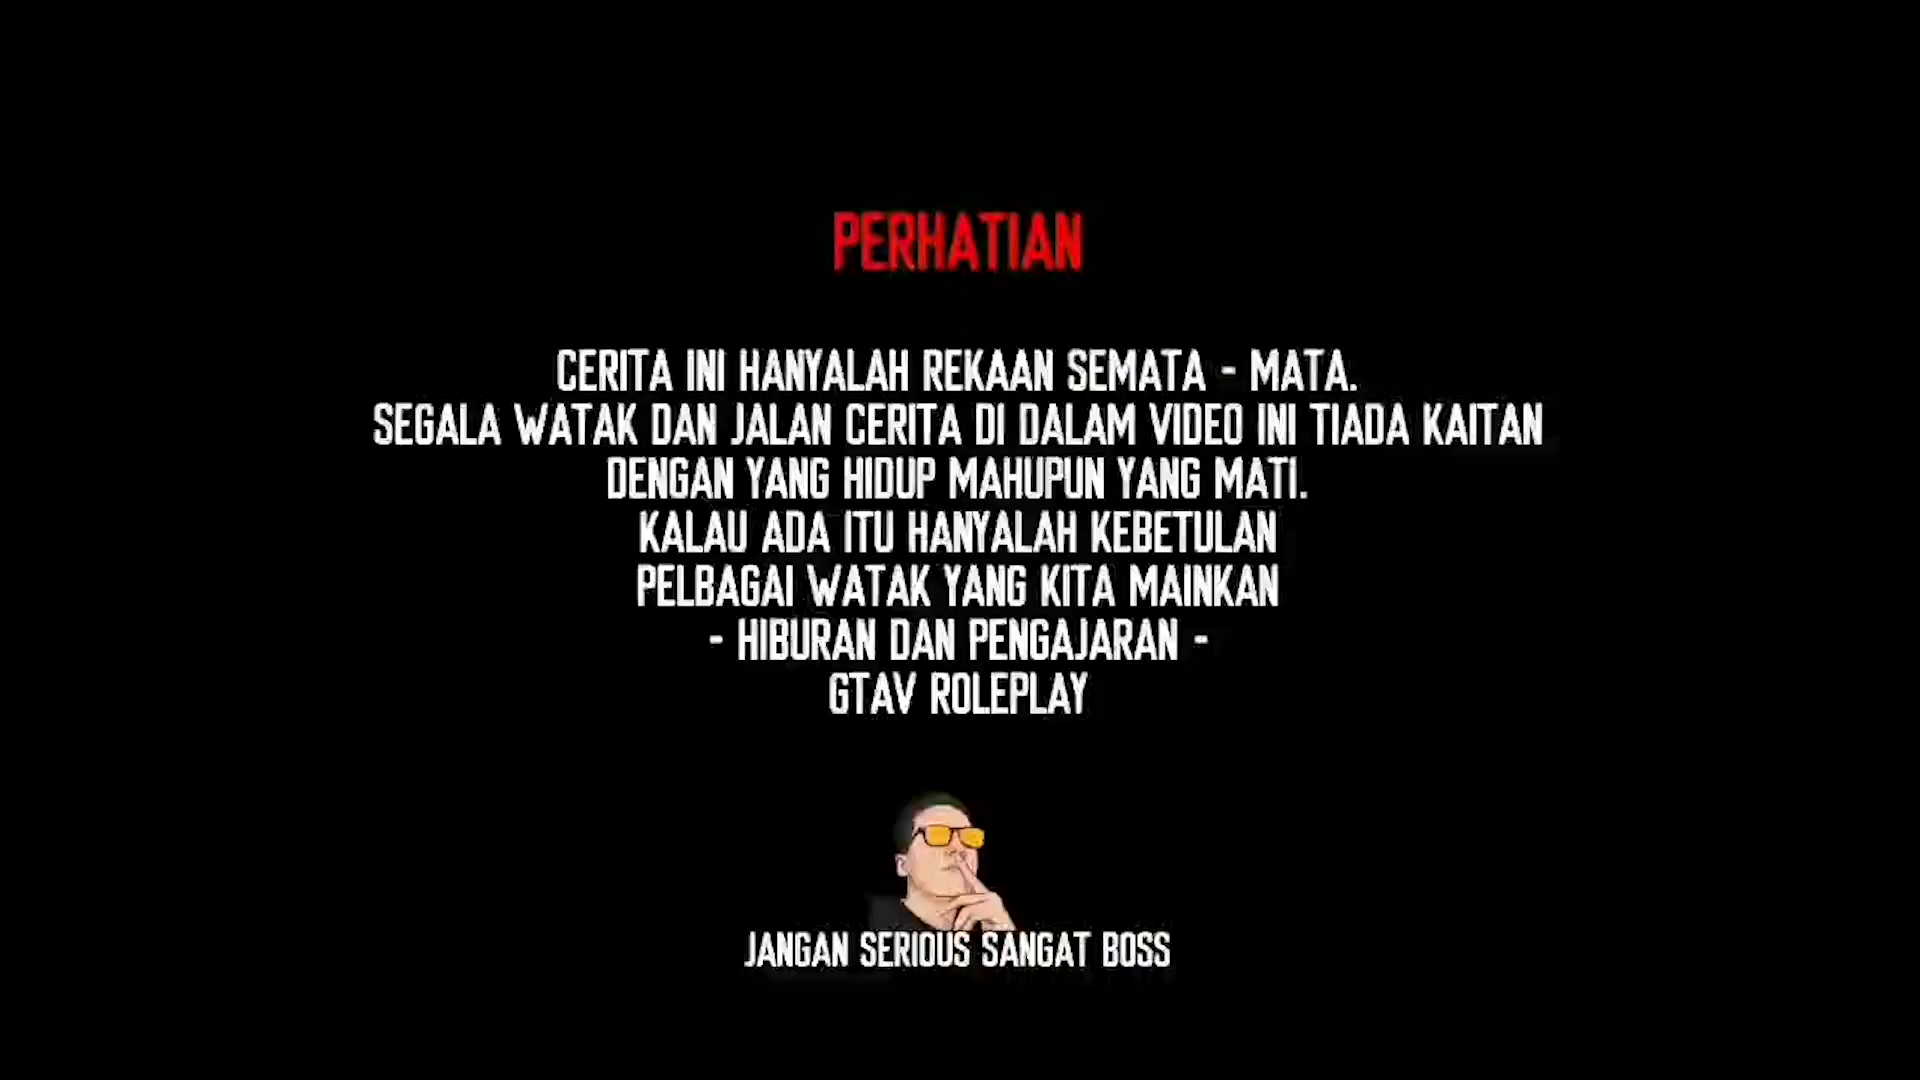 PERHATIAN
CERITA INI HANYALAH REKAAN SEMATA - MATA.
SEGALA WATAK DAN JALAN CERITA DI DALAM VIDEO INI TIADA KAITAN
DENGAN YANG HIDUP MAHUPUN YANG MATI.
KALAU ADA ITU HANYALAH KEBETULAN
PELBAGAI WATAK YANG KITA MAINKAN
- HIBURAN DAN PENGAJARAN -
GTAV ROLEPLAY
JANGAN SERIOUS SANGAT BOSS